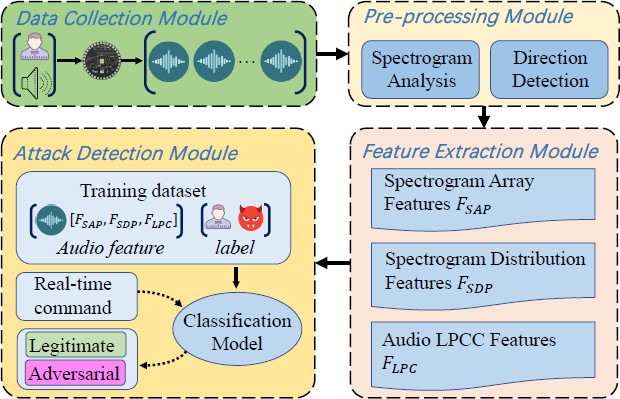 Data Collection Module
...
Pre-processing Module
Spectrogram
Analysis
Direction
Detection
Feature Extraction Module
Spectrogram Array
Features F_SAP
Spectrogram Distribution
Features F_SDP
Audio LPCC Features
F_LPC
Attack Detection Module
Training dataset
[F_SAP, F_SDP, F_LPC]
Audio feature
label
Real-time
command
Classification
Model
Legitimate
Adversarial